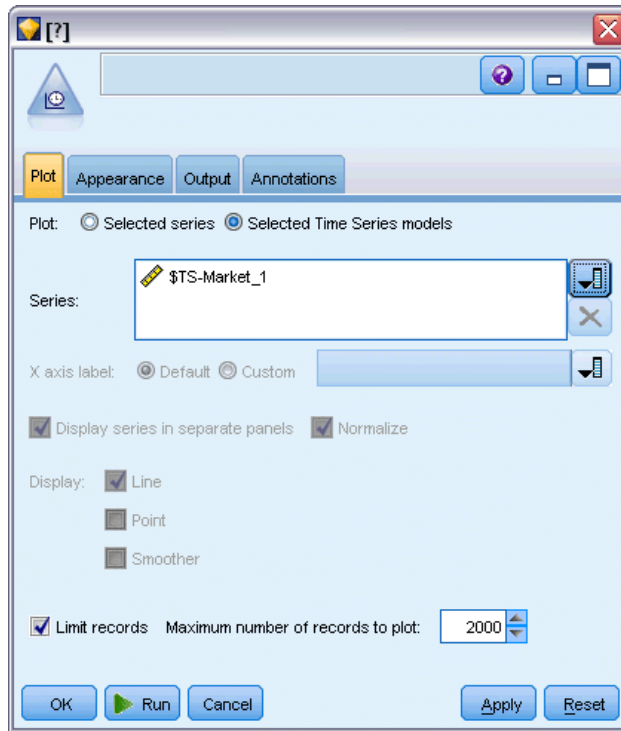 [?]
Plot Appearance Output Annotations
Plot: Selected series Selected Time Series models
Series: $TS-Market_1
X axis label: Default Custom
Display series in separate panels Normalize
Display: Line
Point
Smoother
Limit records Maximum number of records to plot: 2000
OK Run Cancel Apply Reset